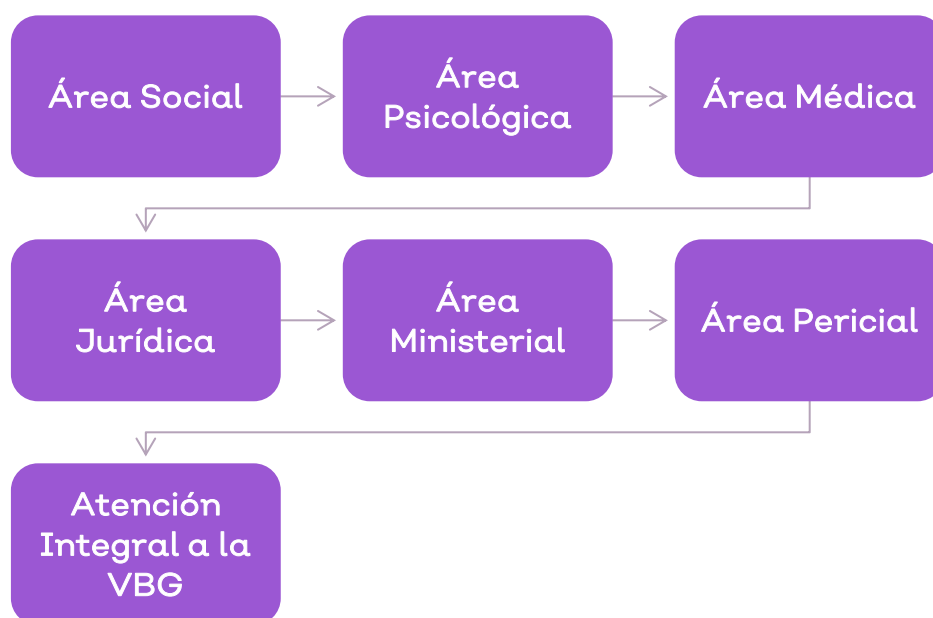 Área Social
Área
Psicológica
Área Médica
Área
Jurídica
Área
Ministerial
Área Pericial
Atención
Integral a la
VBG